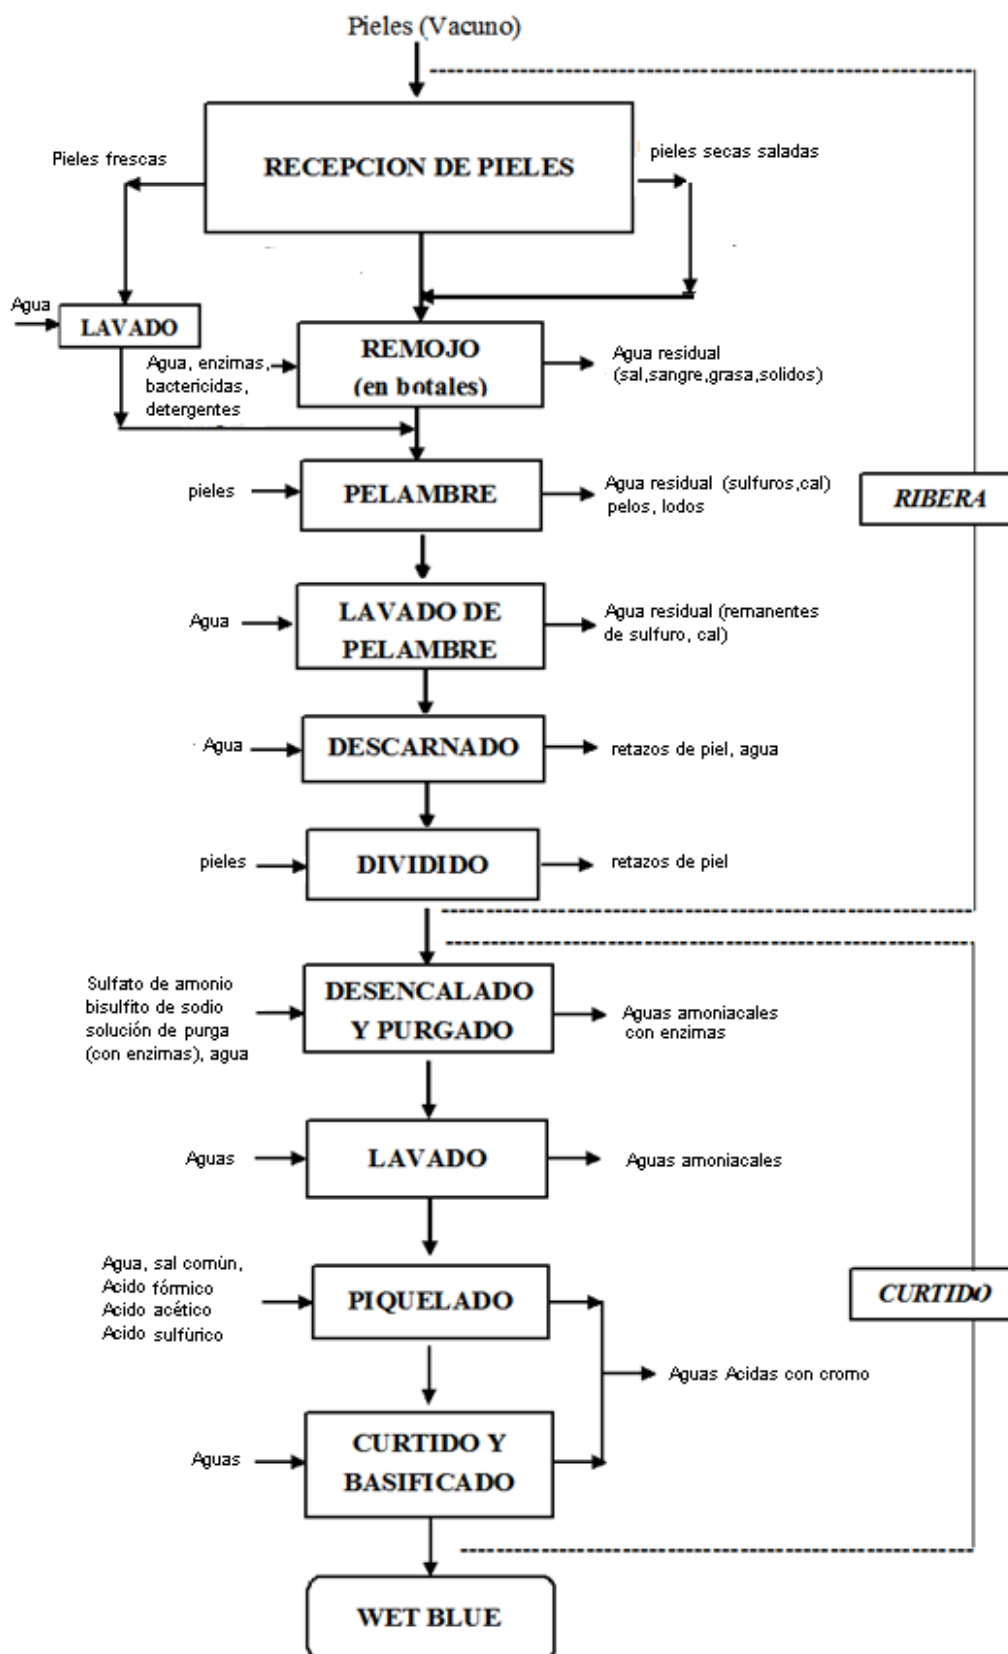 Pieles (Vacuno)
RECEPCION DE PIELES
Pieles frescas
pieles secas saladas
Agua
LAVADO
REMOJO
(en botales)
Agua, enzimas,
bactericidas,
detergentes
Agua residual
(sal,sangre,grasa,solidos)
pieles
PELAMBRE
Agua residual (sulfuros,cal)
pelos, lodos
RIBERA
Agua
LAVADO DE
PELAMBRE
Agua residual (remanentes
de sulfuro, cal)
Agua
DESCARNADO
retazos de piel, agua
pieles
DIVIDIDO
retazos de piel
Sulfato de amonio
bisulfito de sodio
solución de purga
(con enzimas), agua
DESENCALADO
Y PURGADO
Aguas amoniacales
con enzimas
Aguas
LAVADO
Aguas amoniacales
Agua, sal común,
Acido fórmico
Acido acético
Acido sulfúrico
PIQUELADO
CURTIDO
Aguas Acidas con cromo
Aguas
CURTIDO Y
BASIFICADO
WET BLUE